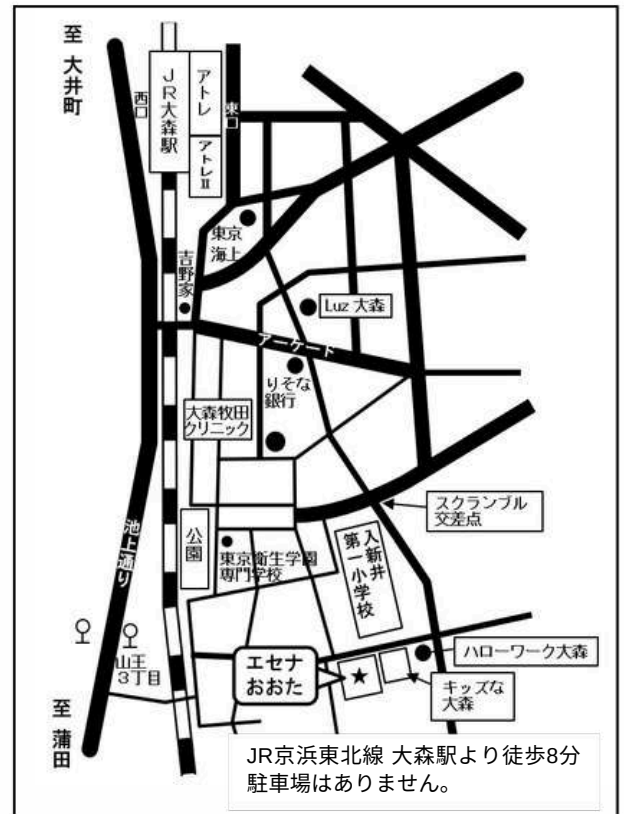 至 大井町
西口
JR大森駅
アトレ
アトレⅡ
東口
東京
海上
吉野家
Luz 大森
アーケード
りそな
銀行
大森牧田
クリニック
スクランブル
交差点
池上通り
公園
東京衛生学園
専門学校
入新井
第一小学校
山王
3丁目
エセナ
おおた
★
ハローワーク大森
キッズな
大森
至 蒲田
JR京浜東北線 大森駅より徒歩8分
駐車場はありません。